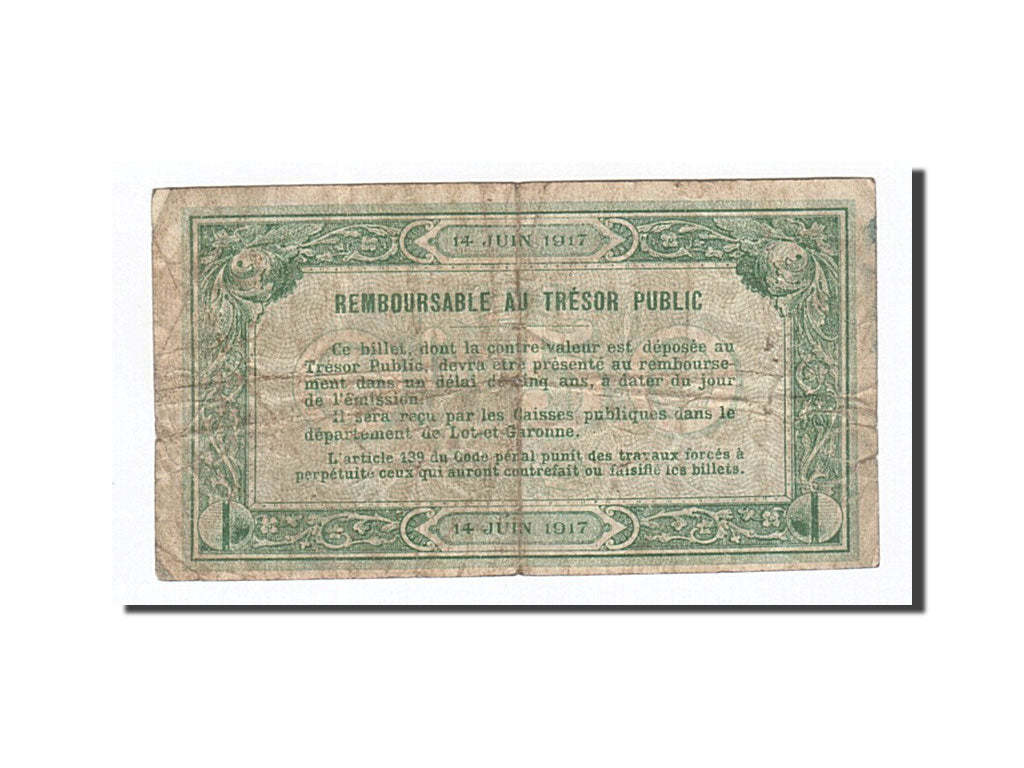 14 JUIN 1917
REMBOURSABLE AU TRÉSOR PUBLIC
Ce billet, dont la contre-valeur est déposée au
Trésor Public, devra être présenté au rembourse-
ment dans un délai de cinq ans, à dater du jour
de l'émission.
Il sera reçu par les Caisses publiques dans le
département de Lot-et-Garonne.
L'article 139 du Code pénal punit des travaux forcés à
perpétuité ceux qui auront contrefait ou falsifié les billets.
1 1
14 JUIN 1917